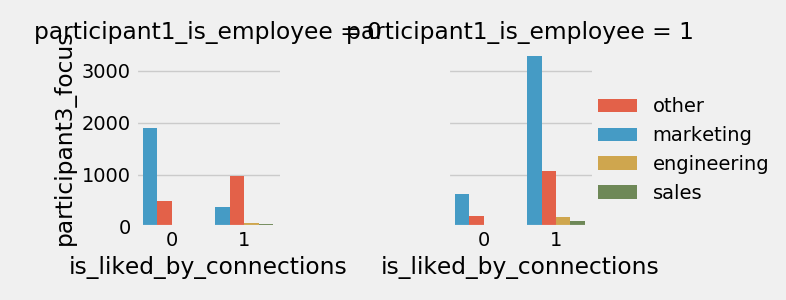 participant1_is_employee = 0
participant1_is_employee = 1
participant3_focus
3000
2000
1000
0
0 1
0 1
is_liked_by_connections
is_liked_by_connections
other
marketing
engineering
sales